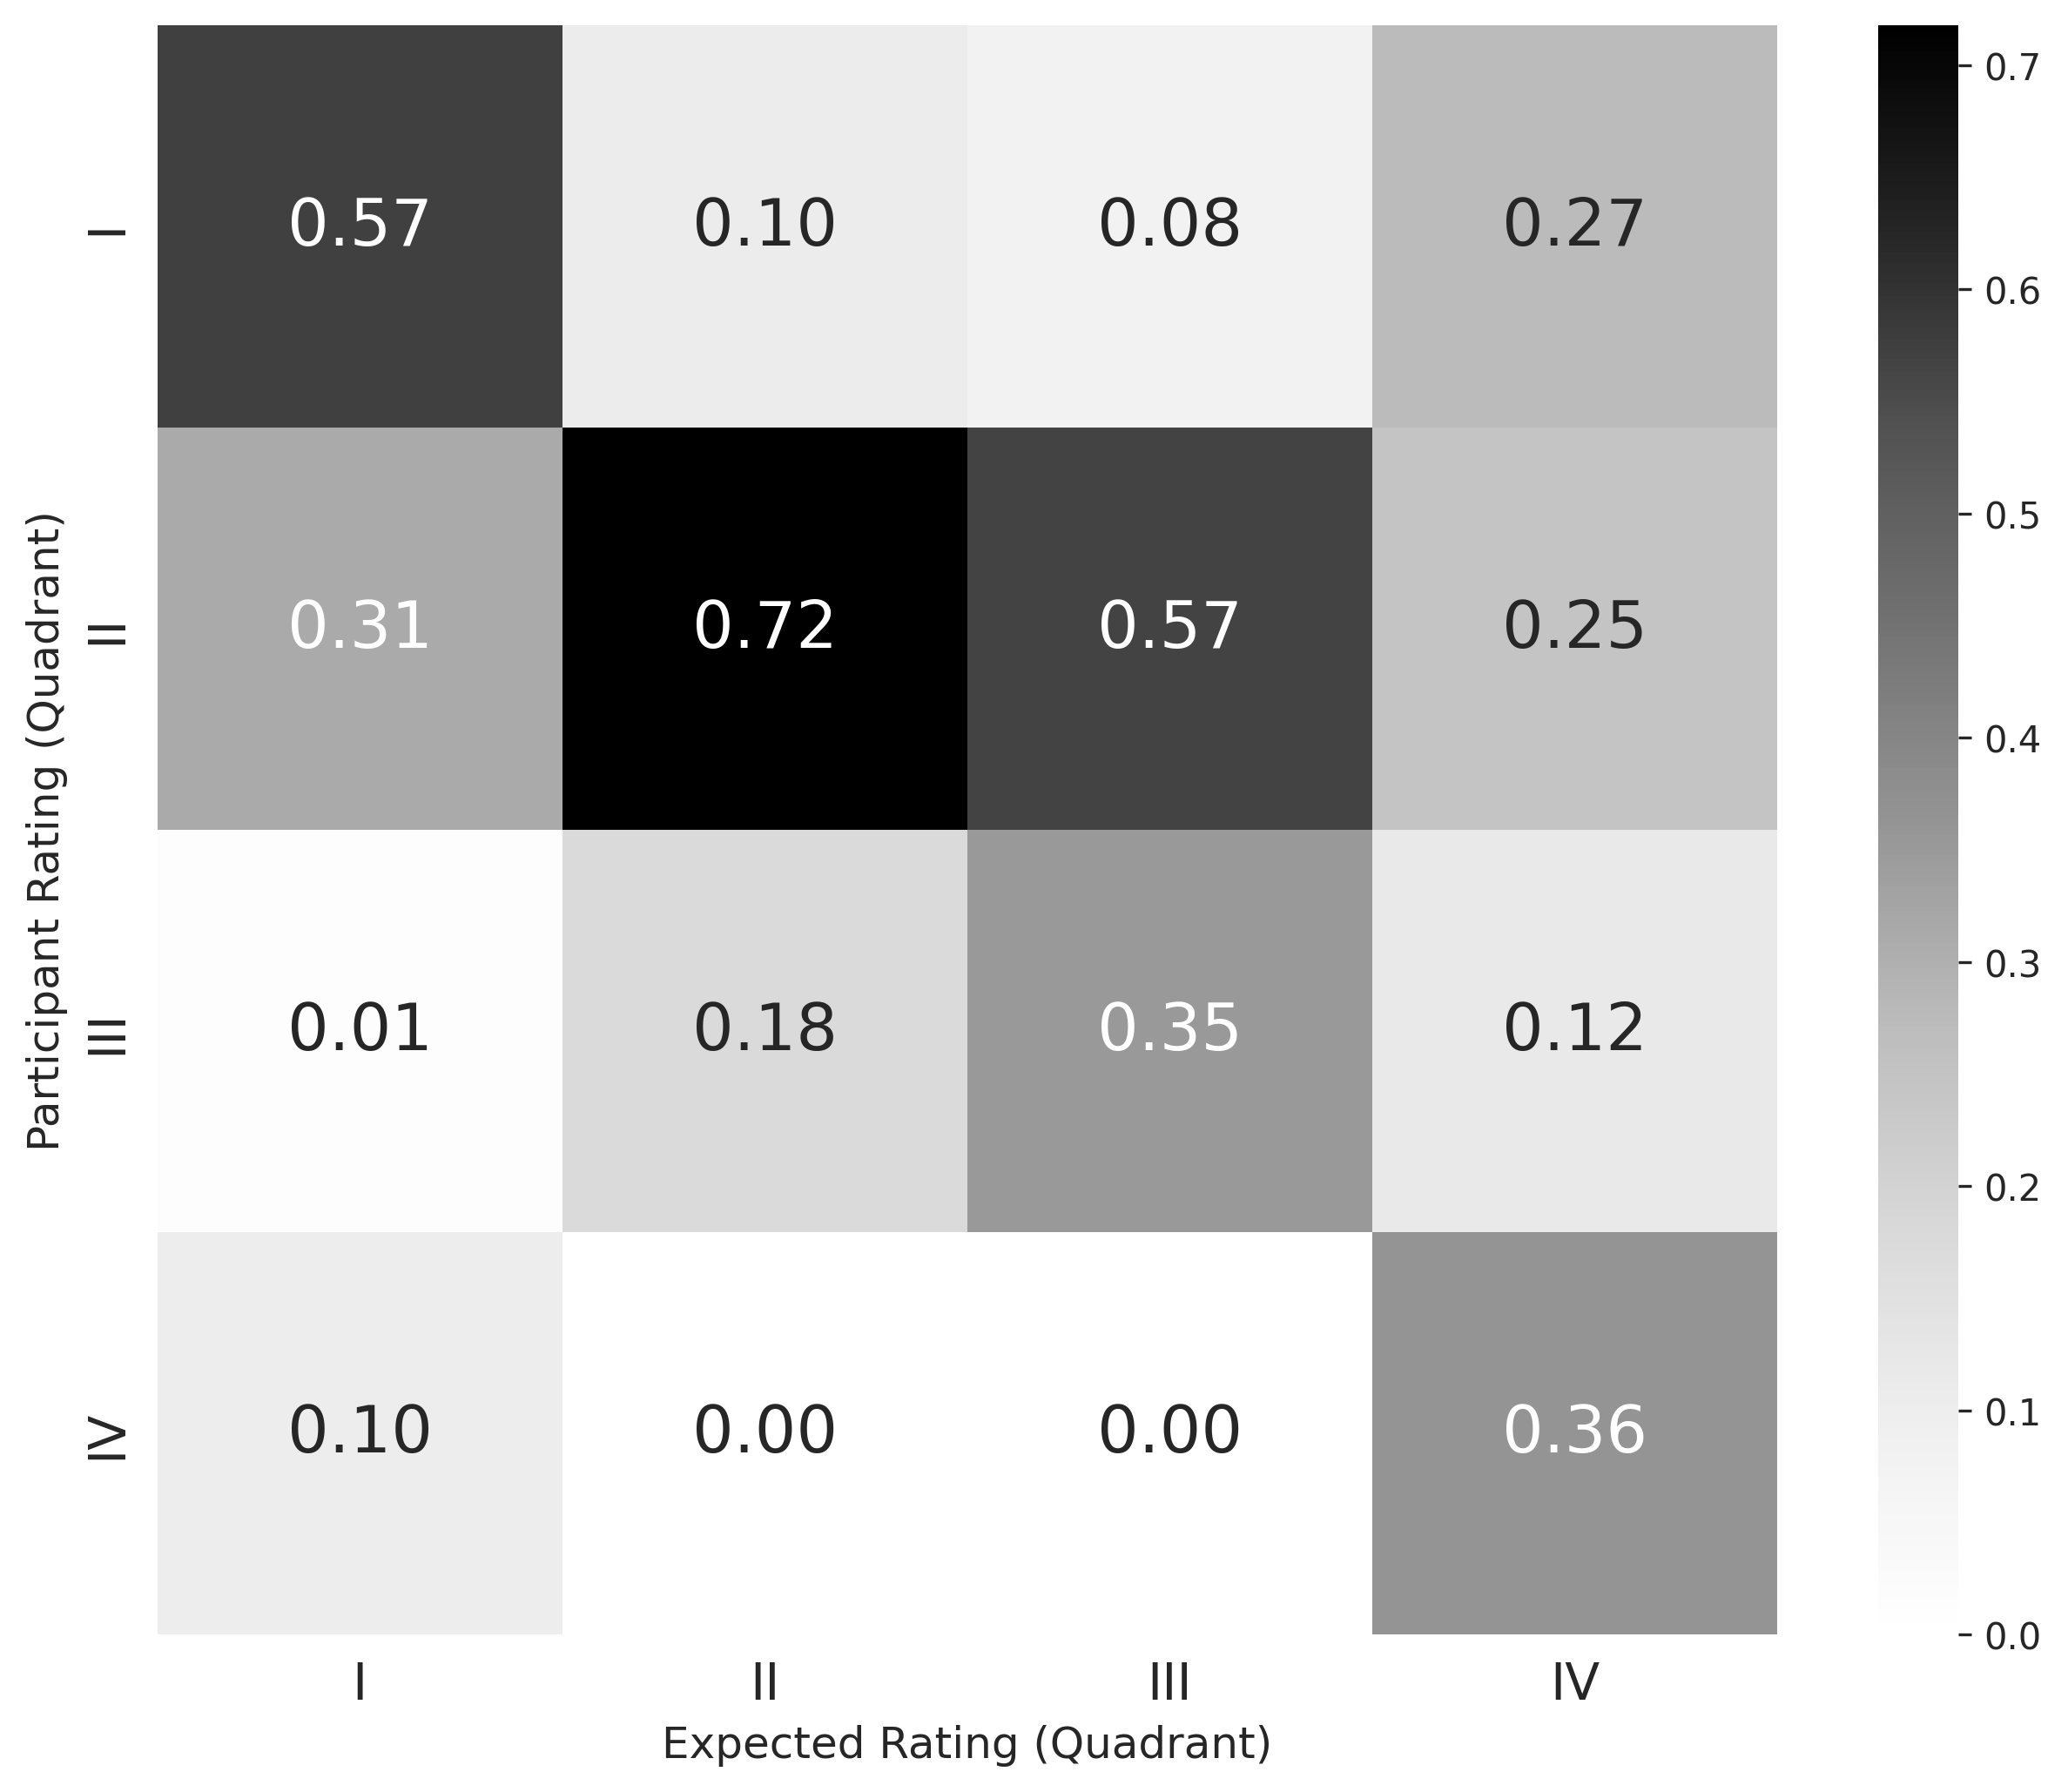 0.7
I 0.57 0.10 0.08 0.27
0.6
0.5
II 0.31 0.72 0.57 0.25
0.4
Participant Rating (Quadrant)
0.3
III 0.01 0.18 0.35 0.12
0.2
0.1
IV 0.10 0.00 0.00 0.36
0.0
I II III IV
Expected Rating (Quadrant)